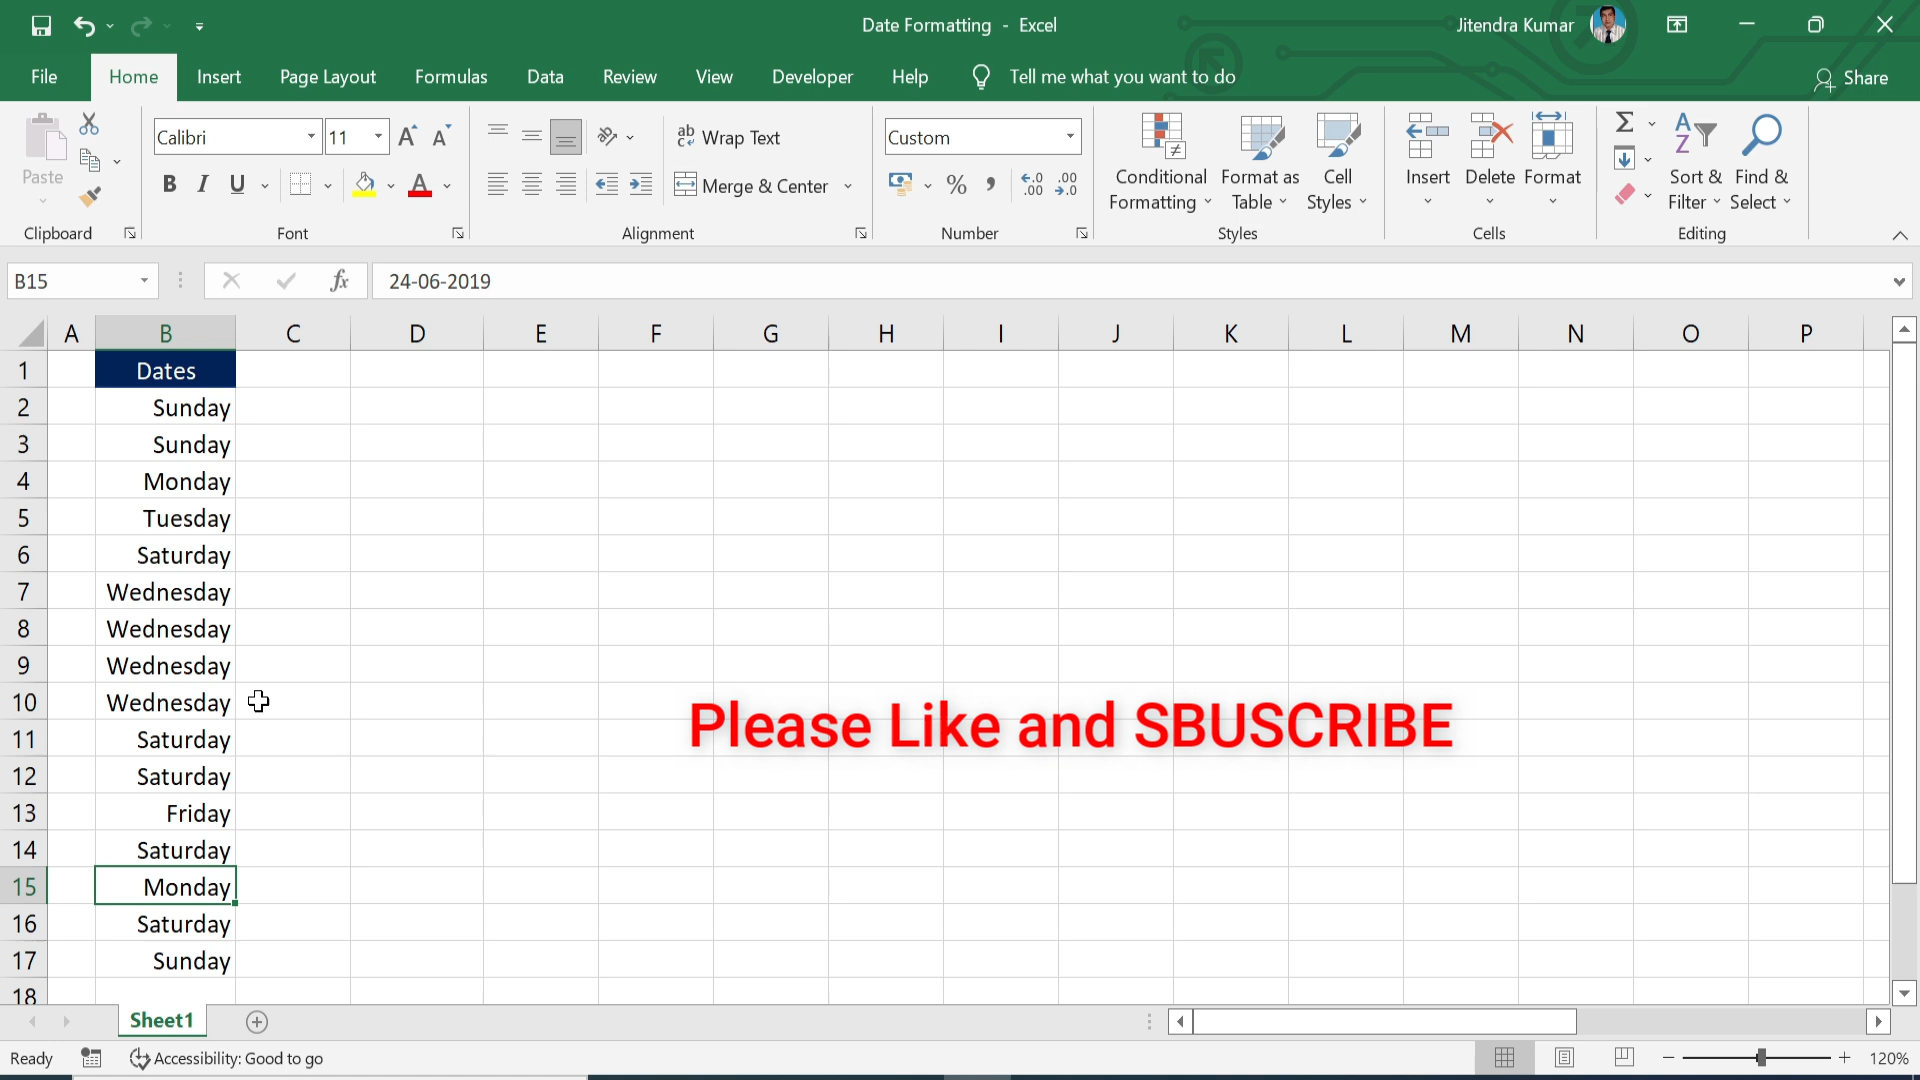 Date Formatting - Excel
Jitendra Kumar
File Home Insert Page Layout Formulas Data Review View Developer Help Tell me what you want to do Share
Paste
Clipboard
Calibri 11
B I U
Font
ab Wrap Text
Merge & Center
Alignment
Custom
% , .00 .0
Number
Conditional Formatting
Format as Table
Cell Styles
Styles
Insert Delete Format
Cells
Sort & Filter
Find & Select
Editing
B15 fx 24-06-2019
A B C D E F G H I J K L M N O P
1 Dates
2 Sunday
3 Sunday
4 Monday
5 Tuesday
6 Saturday
7 Wednesday
8 Wednesday
9 Wednesday
10 Wednesday
Please Like and SBUSCRIBE
11 Saturday
12 Saturday
13 Friday
14 Saturday
15 Monday
16 Saturday
17 Sunday
18
Sheet1
Ready Accessibility: Good to go 120%